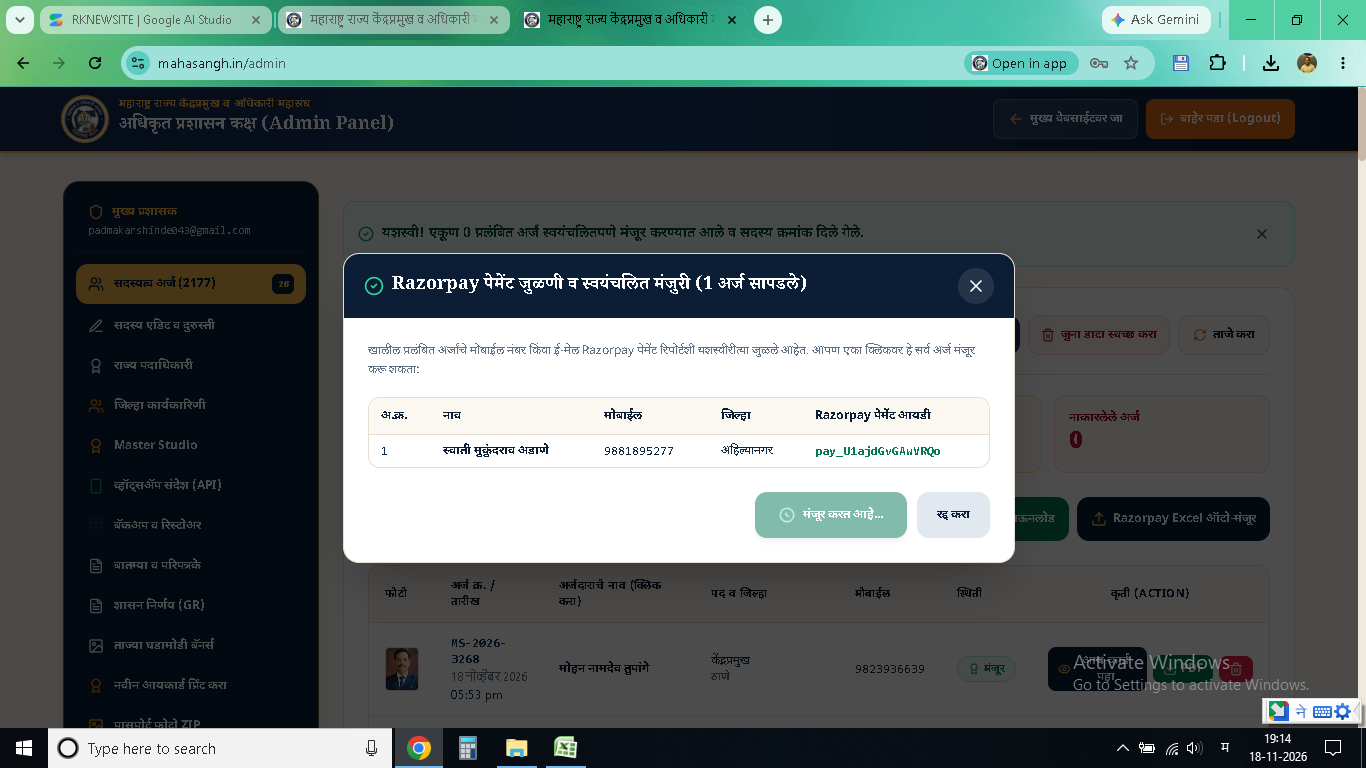 RKNEWSITE | Google AI Studio
महाराष्ट्र राज्य केंद्रप्रमुख व अधिकारी
महाराष्ट्र राज्य केंद्रप्रमुख व अधिकारी
Ask Gemini
mahasangh.in/admin
Open in app
महाराष्ट्र राज्य केंद्रप्रमुख व अधिकारी महासंघ
अधिकृत प्रशासन कक्ष (Admin Panel)
मुख्य वेबसाईटवर जा
बाहेर पडा (Logout)
मुख्य प्रशासक
padmakarshinde043@gmail.com
सदस्यत्व अर्ज (2177)
सदस्य एडिट व दुरुस्ती
राज्य पदाधिकारी
जिल्हा कार्यकारिणी
Master Studio
व्हॉट्सअॅप संदेश (API)
बॅकअप व रिस्टोअर
बातम्या व परिपत्रके
शासन निर्णय (GR)
ताज्या घडामोडी बॅनर्स
नवीन आयकार्ड प्रिंट करा
पासपोर्ट फोटो ZIP
यशस्वी! एकूण 0 प्रलंबित अर्ज स्वयंचलितपणे मंजूर करण्यात आले व सदस्य क्रमांक दिले गेले.
जुना डाटा स्वच्छ करा
ताजे करा
नाकारलेले अर्ज
0
Razorpay Excel ऑटो-मंजूर
Razorpay पेमेंट जुळणी व स्वयंचलित मंजुरी (1 अर्ज सापडले)
खालील प्रलंबित अर्जांचे मोबाईल नंबर किंवा ई-मेल Razorpay पेमेंट रिपोर्टशी यशस्वीरीत्या जुळले आहेत. आपण एका क्लिकवर हे सर्व अर्ज मंजूर
करू शकता:
अ.क्र. नाव मोबाईल जिल्हा Razorpay पेमेंट आयडी
1 स्वाती मुकुंदराव अडाणे 9881895277 अहिल्यानगर pay_U1ajdGvGAwVRQo
मंजूर करत आहे...
रद्द करा
फोटो
अर्ज क्र. /
तारीख
अर्जदाराचे नाव (क्लिक
करा)
पद व जिल्हा
मोबाईल
स्थिती
कृती (ACTION)
MS-2026-
3268
18 नोव्हेंबर 2026
05:53 pm
मोहन नामदेव तुपांगे
केंद्रप्रमुख
ठाणे
9823936639
मंजूर
Activate Windows
Go to Settings to activate Windows.
Type here to search
म
19:14
18-11-2026